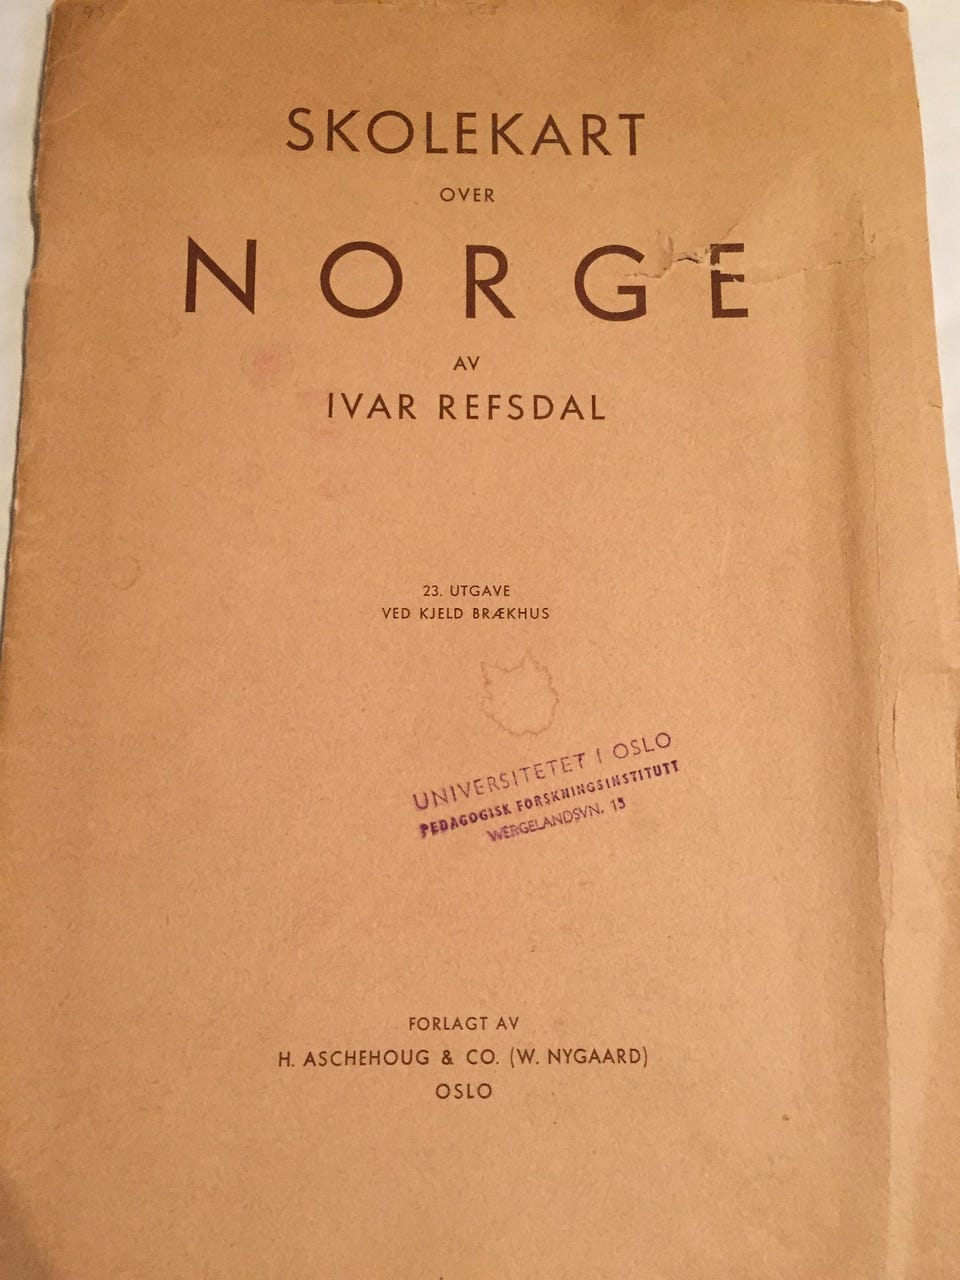 SKOLEKART
OVER
NORGE
AV
IVAR REFSDAL
23. UTGAVE
VED KJELD BRÆKHUS
UNIVERSITETET I OSLO
PEDAGOGISK FORSKNINGSINSTITUTT
WERGELANDSVN. 15
FORLAGT AV
H. ASCHEHOUG & CO. (W. NYGAARD)
OSLO